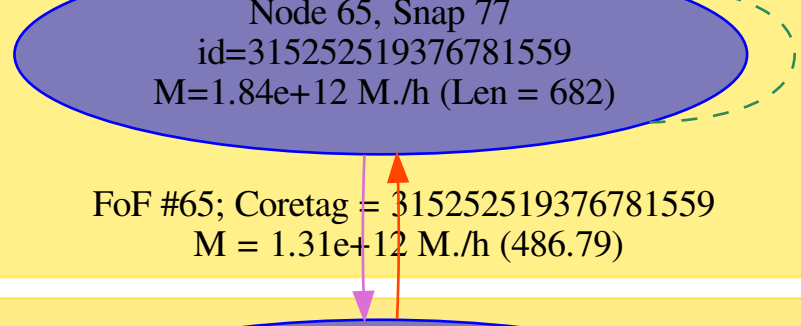 Node 65, Snap 77
id=315252519376781559
M=1.84e+12 M./h (Len = 682)
FoF #65; Coretag = 315252519376781559
M = 1.31e+12 M./h (486.79)